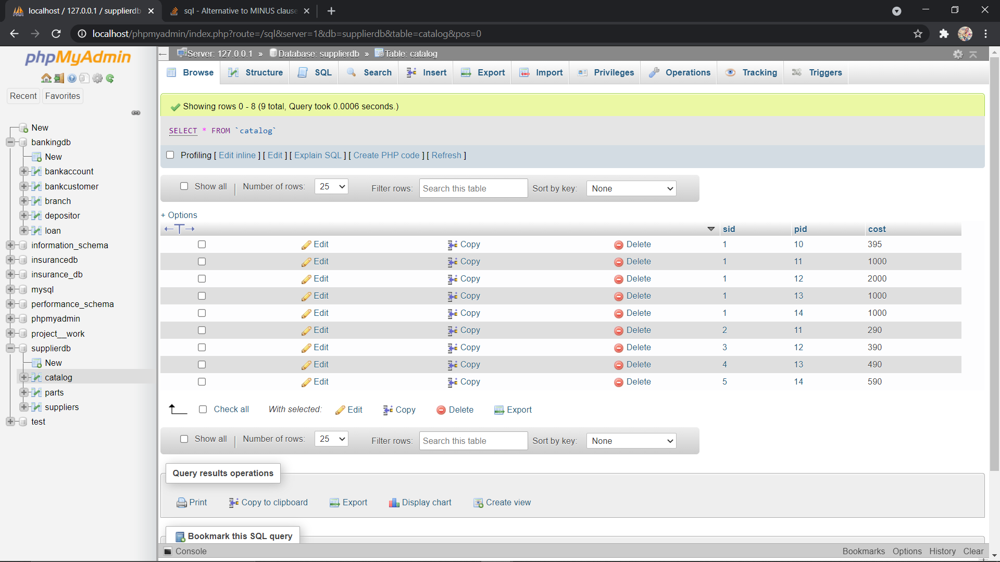 localhost / 127.0.0.1 / supplierdb
sql - Alternative to MINUS clause
localhost/phpmyadmin/index.php?route=/sql&server=1&db=supplierdb&table=catalog&pos=0
phpMyAdmin
Recent
Favorites
New
bankingdb
New
bankaccount
bankcustomer
branch
depositor
loan
information_schema
insurancedb
insurance_db
mysql
performance_schema
phpmyadmin
project__work
supplierdb
New
catalog
parts
suppliers
test
Server: 127.0.0.1 » Database: supplierdb » Table: catalog
Browse Structure SQL Search Insert Export Import Privileges Operations Tracking Triggers
Showing rows 0 - 8 (9 total, Query took 0.0006 seconds.)
SELECT * FROM `catalog`
Profiling [ Edit inline ] [ Edit ] [ Explain SQL ] [ Create PHP code ] [ Refresh ]
Show all | Number of rows: 25 Filter rows: Search this table Sort by key: None
+ Options
←T→ sid pid cost
Edit Copy Delete 1 10 395
Edit Copy Delete 1 11 1000
Edit Copy Delete 1 12 2000
Edit Copy Delete 1 13 1000
Edit Copy Delete 1 14 1000
Edit Copy Delete 2 11 290
Edit Copy Delete 3 12 390
Edit Copy Delete 4 13 490
Edit Copy Delete 5 14 590
Check all With selected: Edit Copy Delete Export
Show all | Number of rows: 25 Filter rows: Search this table Sort by key: None
Query results operations
Print Copy to clipboard Export Display chart Create view
Bookmark this SQL query
Console Bookmarks Options History Clear